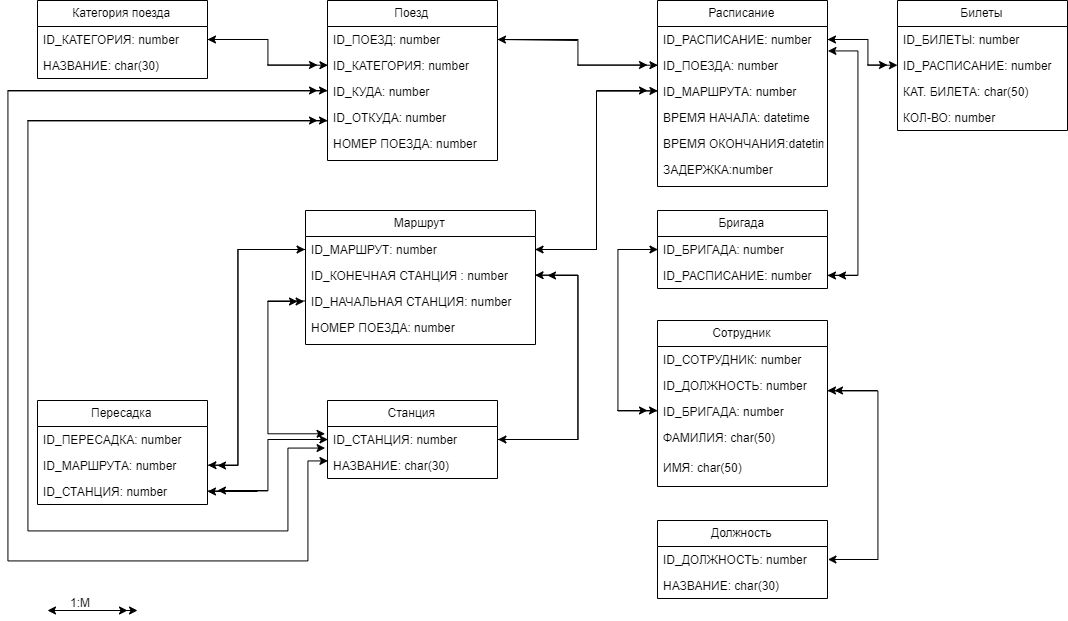 Категория поезда
ID_КАТЕГОРИЯ: number
НАЗВАНИЕ: char(30)
Поезд
ID_ПОЕЗД: number
ID_КАТЕГОРИЯ: number
ID_КУДА: number
ID_ОТКУДА: number
НОМЕР ПОЕЗДА: number
Расписание
ID_РАСПИСАНИЕ: number
ID_ПОЕЗДА: number
ID_МАРШРУТА: number
ВРЕМЯ НАЧАЛА: datetime
ВРЕМЯ ОКОНЧАНИЯ:datetin
ЗАДЕРЖКА:number
Билеты
ID_БИЛЕТЫ: number
ID_РАСПИСАНИЕ: number
КАТ. БИЛЕТА: char(50)
КОЛ-ВО: number
Маршрут
ID_МАРШРУТ: number
ID_КОНЕЧНАЯ СТАНЦИЯ : number
ID_НАЧАЛЬНАЯ СТАНЦИЯ: number
НОМЕР ПОЕЗДА: number
Бригада
ID_БРИГАДА: number
ID_РАСПИСАНИЕ: number
Сотрудник
ID_СОТРУДНИК: number
ID_ДОЛЖНОСТЬ: number
ID_БРИГАДА: number
ФАМИЛИЯ: char(50)
ИМЯ: char(50)
Пересадка
ID_ПЕРЕСАДКА: number
ID_МАРШРУТА: number
ID_СТАНЦИЯ: number
Станция
ID_СТАНЦИЯ: number
НАЗВАНИЕ: char(30)
Должность
ID_ДОЛЖНОСТЬ: number
НАЗВАНИЕ: char(30)
1:M